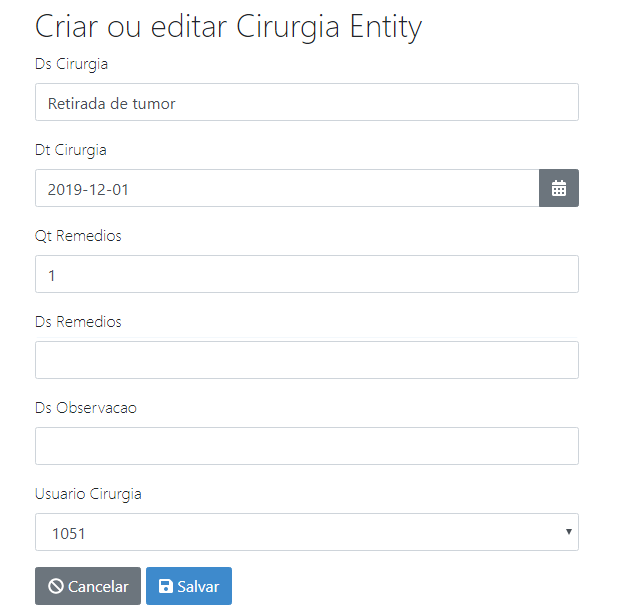 Criar ou editar Cirurgia Entity
Ds Cirurgia
Retirada de tumor
Dt Cirurgia
2019-12-01
Qt Remedios
1
Ds Remedios
Ds Observacao
Usuario Cirurgia
1051
Cancelar Salvar